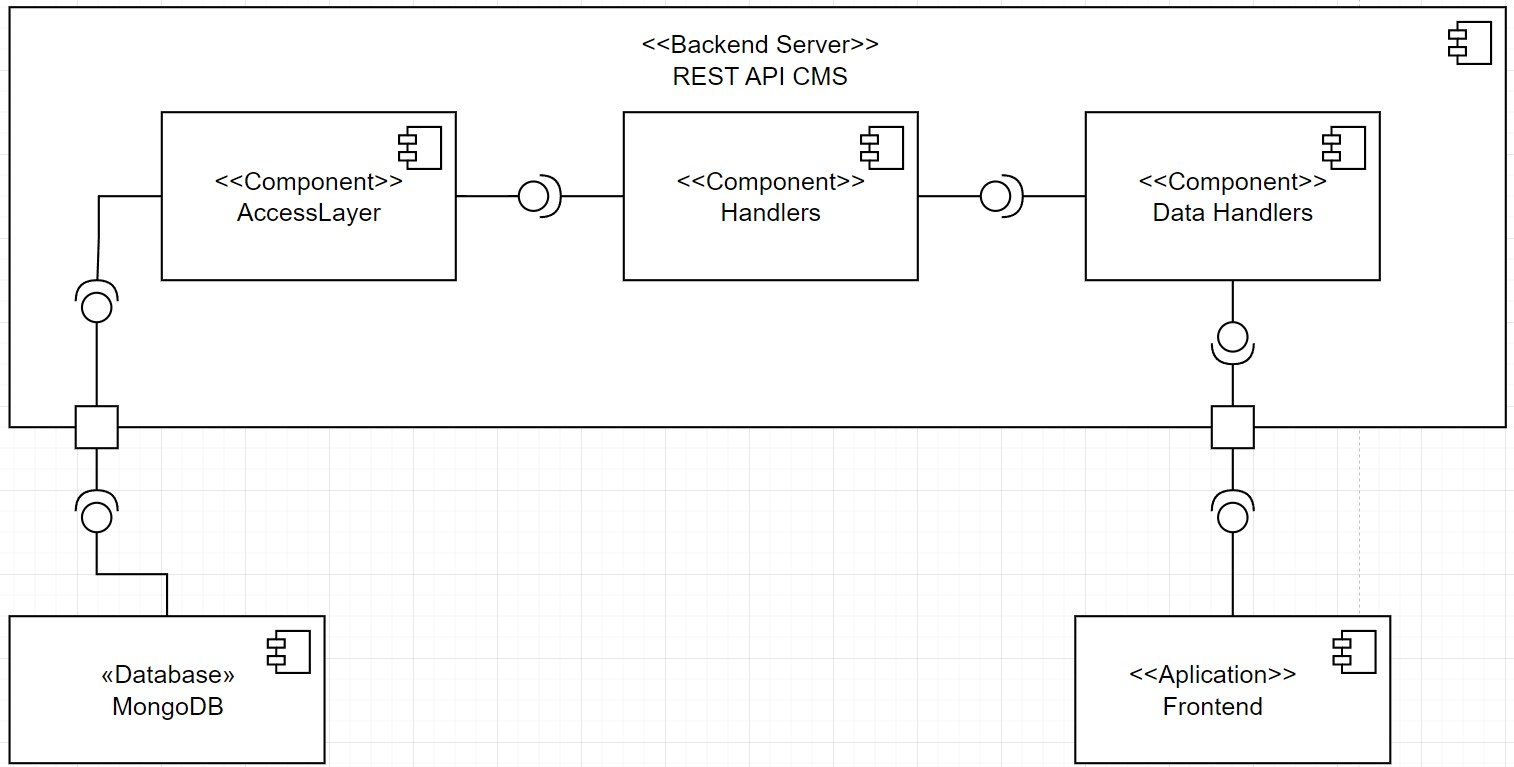 <<Backend Server>>
REST API CMS
<<Component>>
AccessLayer
<<Component>>
Handlers
<<Component>>
Data Handlers
«Database»
MongoDB
<<Aplication>>
Frontend